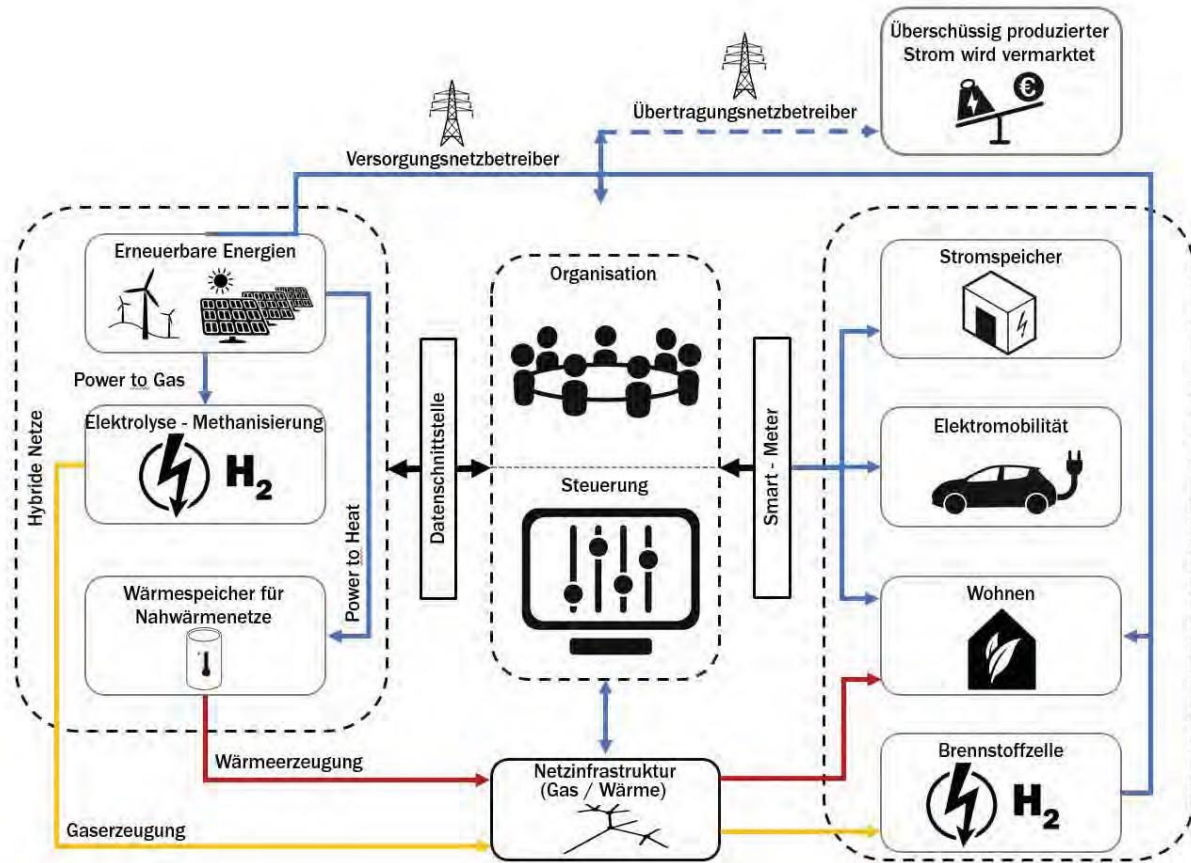 Überschüssig produzierter
Strom wird vermarktet
€
Übertragungsnetzbetreiber
Versorgungsnetzbetreiber
Hybride Netze
Erneuerbare Energien
Power to Gas
Elektrolyse - Methanisierung
H2
Power to Heat
Wärmespeicher für
Nahwärmenetze
Datenschnittstelle
Organisation
Steuerung
Smart - Meter
Stromspeicher
Elektromobilität
Wohnen
Brennstoffzelle
H2
Wärmeerzeugung
Gaserzeugung
Netzinfrastruktur
(Gas / Wärme)